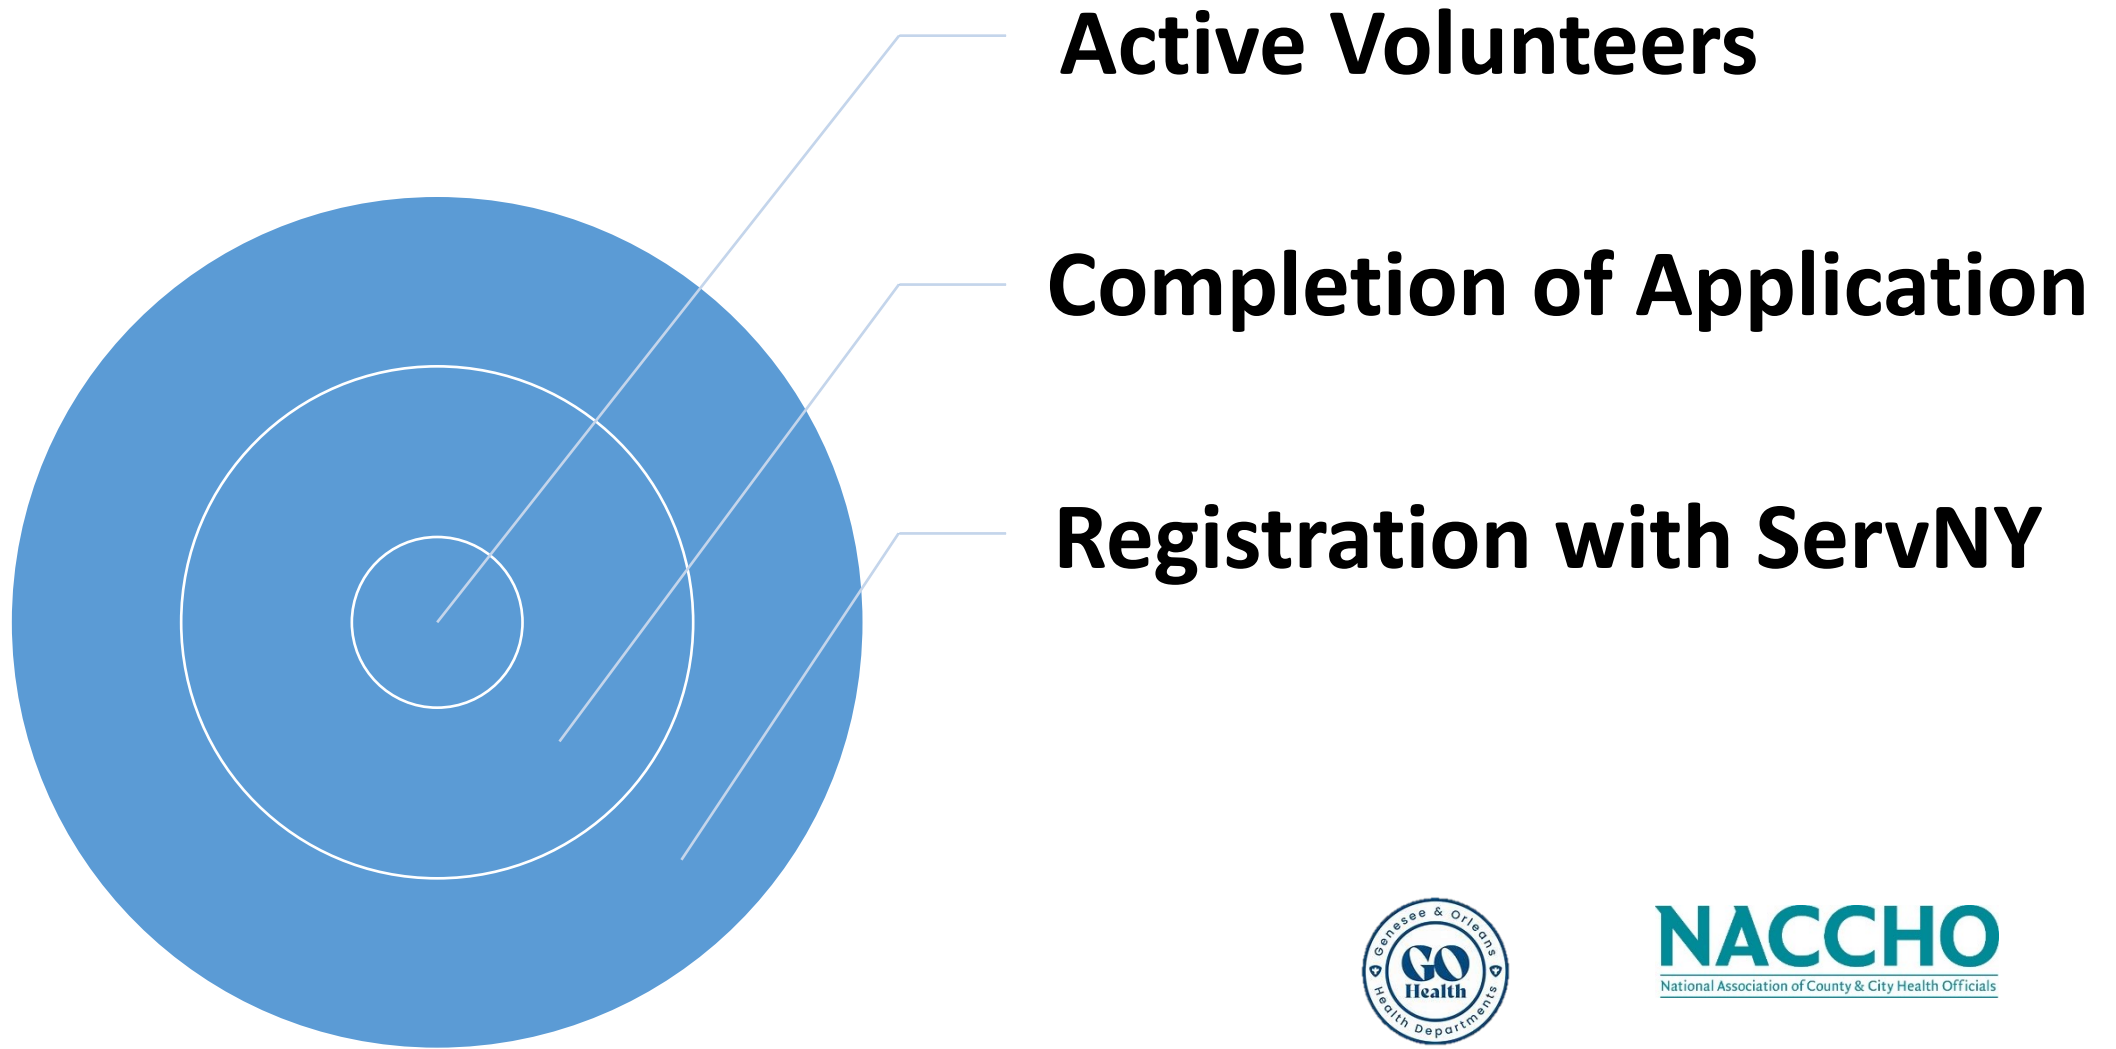 Active Volunteers
Completion of Application
Registration with ServNY
Genesee & Orleans
GO
Health
Health Departments
NACCHO
National Association of County & City Health Officials